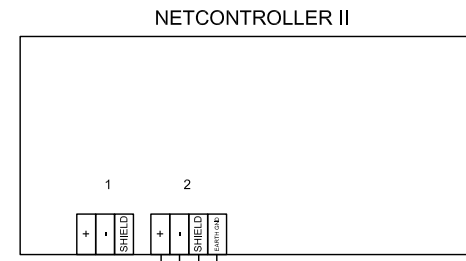 NETCONTROLLER II
1 2
+ - SHIELD + - SHIELD EARTH GND